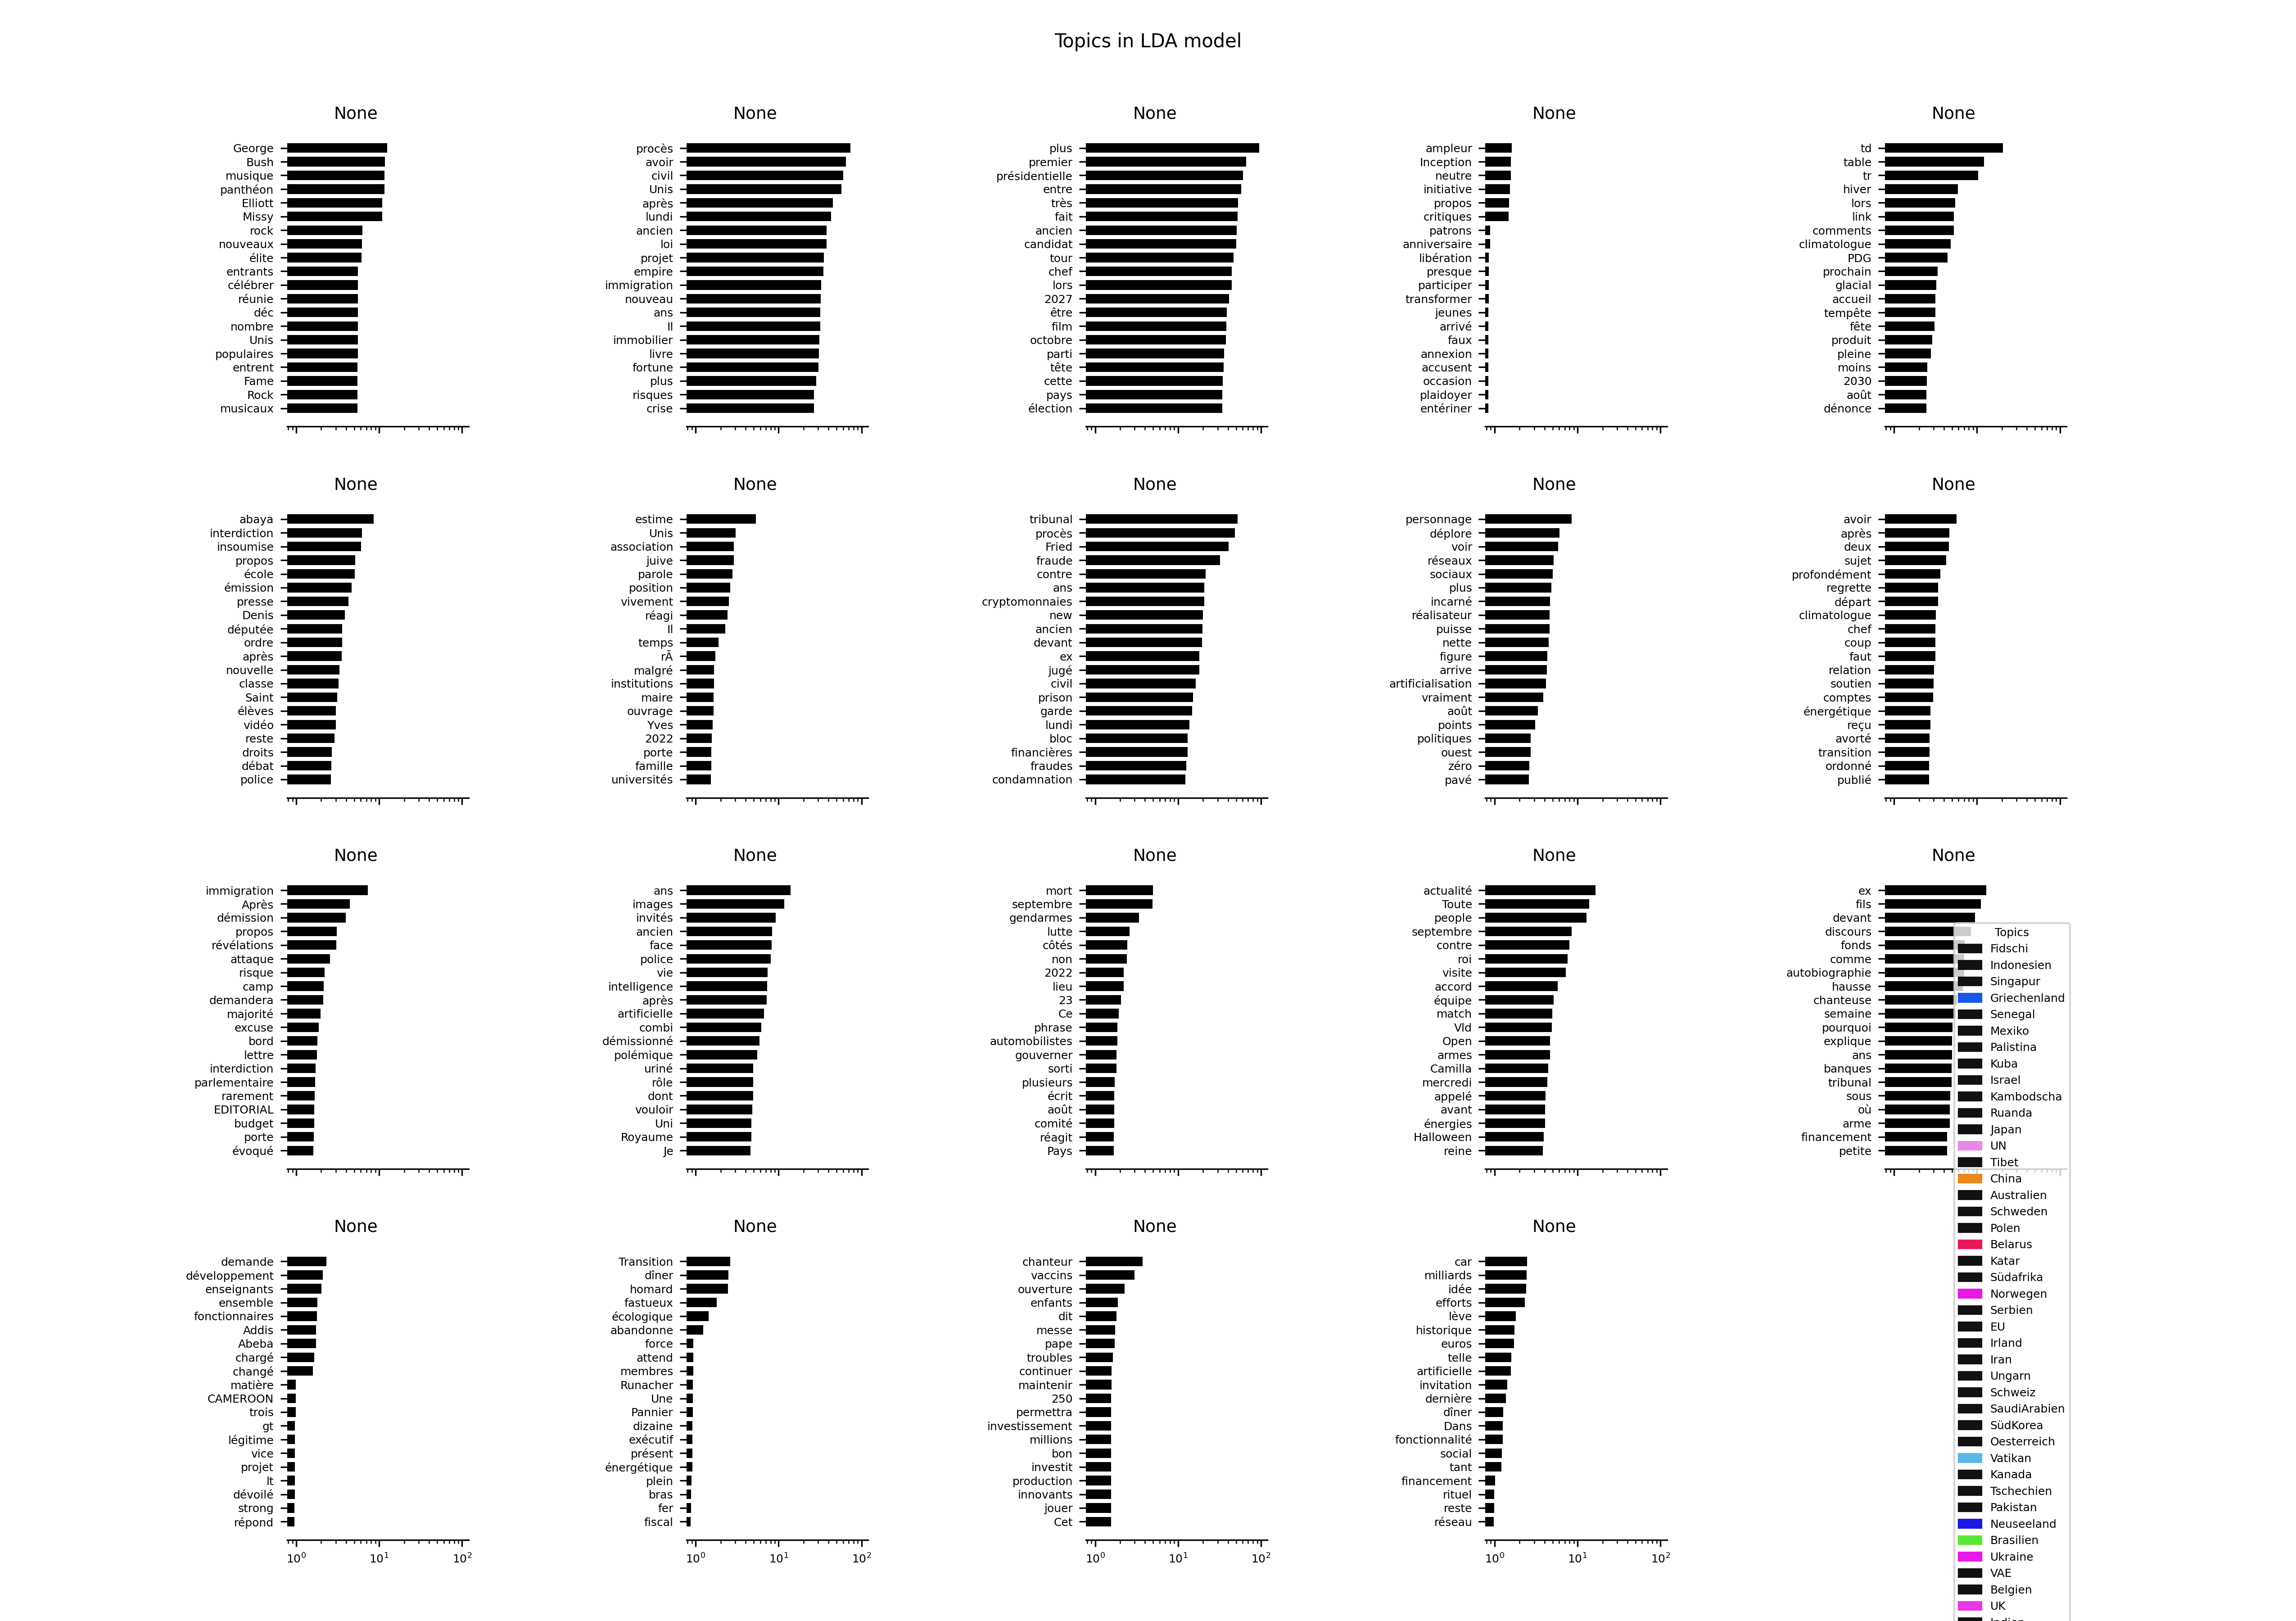 Topics in LDA model
None
George
Bush
musique
panthéon
Elliott
Missy
rock
nouveaux
élite
entrants
célébrer
réunie
déc
nombre
Unis
populaires
entrent
Fame
Rock
musicaux
None
procès
avoir
civil
Unis
après
lundi
ancien
loi
projet
empire
immigration
nouveau
ans
Il
immobilier
livre
fortune
plus
risques
crise
None
plus
premier
présidentielle
entre
très
fait
ancien
candidat
tour
chef
lors
2027
être
film
octobre
parti
tête
cette
pays
élection
None
ampleur
Inception
neutre
initiative
propos
critiques
patrons
anniversaire
libération
presque
participer
transformer
jeunes
arrivé
faux
annexion
accusent
occasion
plaidoyer
entériner
None
td
table
tr
hiver
lors
link
comments
climatologue
PDG
prochain
glacial
accueil
tempête
fête
produit
pleine
moins
2030
août
dénonce
None
abaya
interdiction
insoumise
propos
école
émission
presse
Denis
députée
ordre
après
nouvelle
classe
Saint
élèves
vidéo
reste
droits
débat
police
None
estime
Unis
association
juive
parole
position
vivement
réagi
Il
temps
rÃ
malgré
institutions
maire
ouvrage
Yves
2022
porte
famille
universités
None
tribunal
procès
Fried
fraude
contre
ans
cryptomonnaies
new
ancien
devant
ex
jugé
civil
prison
garde
lundi
bloc
financières
fraudes
condamnation
None
personnage
déplore
voir
réseaux
sociaux
plus
incarné
réalisateur
puisse
nette
figure
arrive
artificialisation
vraiment
août
points
politiques
ouest
zéro
pavé
None
avoir
après
deux
sujet
profondément
regrette
départ
climatologue
chef
coup
faut
relation
soutien
comptes
énergétique
reçu
avorté
transition
ordonné
publié
None
immigration
Après
démission
propos
révélations
attaque
risque
camp
demandera
majorité
excuse
bord
lettre
interdiction
parlementaire
rarement
EDITORIAL
budget
porte
évoqué
None
ans
images
invités
ancien
face
police
vie
intelligence
après
artificielle
combi
démissionné
polémique
uriné
rôle
dont
vouloir
Uni
Royaume
Je
None
mort
septembre
gendarmes
lutte
côtés
non
2022
lieu
23
Ce
phrase
automobilistes
gouverner
sorti
plusieurs
écrit
août
comité
réagit
Pays
None
actualité
Toute
people
septembre
contre
roi
visite
accord
équipe
match
Vld
Open
armes
Camilla
mercredi
appelé
avant
énergies
Halloween
reine
None
ex
fils
devant
discours
fonds
comme
autobiographie
hausse
chanteuse
semaine
pourquoi
explique
ans
banques
tribunal
sous
où
arme
financement
petite
None
demande
développement
enseignants
ensemble
fonctionnaires
Addis
Abeba
chargé
changé
matière
CAMEROON
trois
gt
légitime
vice
projet
lt
dévoilé
strong
répond
10⁰ 10¹ 10²
None
Transition
dîner
homard
fastueux
écologique
abandonne
force
attend
membres
Runacher
Une
Pannier
dizaine
exécutif
présent
énergétique
plein
bras
fer
fiscal
10⁰ 10¹ 10²
None
chanteur
vaccins
ouverture
enfants
dit
messe
pape
troubles
continuer
maintenir
250
permettra
investissement
millions
bon
investit
production
innovants
jouer
Cet
10⁰ 10¹ 10²
None
car
milliards
idée
efforts
lève
historique
euros
telle
artificielle
invitation
dernière
dîner
Dans
fonctionnalité
social
tant
financement
rituel
reste
réseau
10⁰ 10¹ 10²
Topics
Fidschi
Indonesien
Singapur
Griechenland
Senegal
Mexiko
Palistina
Kuba
Israel
Kambodscha
Ruanda
Japan
UN
Tibet
China
Australien
Schweden
Polen
Belarus
Katar
Südafrika
Norwegen
Serbien
EU
Irland
Iran
Ungarn
Schweiz
SaudiArabien
SüdKorea
Oesterreich
Vatikan
Kanada
Tschechien
Pakistan
Neuseeland
Brasilien
Ukraine
VAE
Belgien
UK